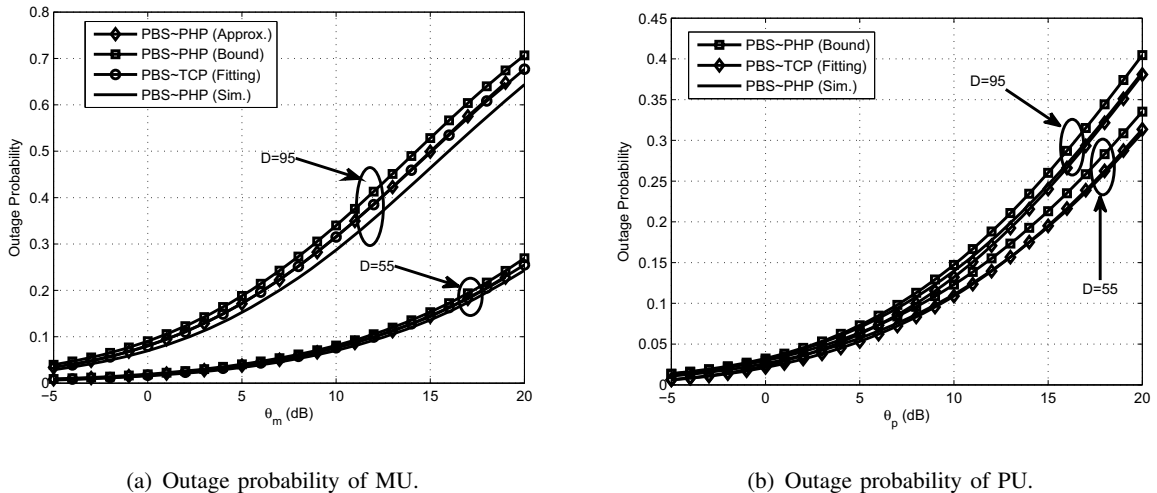 0.8
0.7
0.6
0.5
0.4
0.3
0.2
0.1
0
Outage Probability
PBS~PHP (Approx.)
PBS~PHP (Bound)
PBS~TCP (Fitting)
PBS~PHP (Sim.)
D=95
D=55
−5 0 5 10 15 20
θm (dB)
(a) Outage probability of MU.
0.45
0.4
0.35
0.3
0.25
0.2
0.15
0.1
0.05
0
Outage Probability
PBS~PHP (Bound)
PBS~TCP (Fitting)
PBS~PHP (Sim.)
D=95
D=55
−5 0 5 10 15 20
θp (dB)
(b) Outage probability of PU.